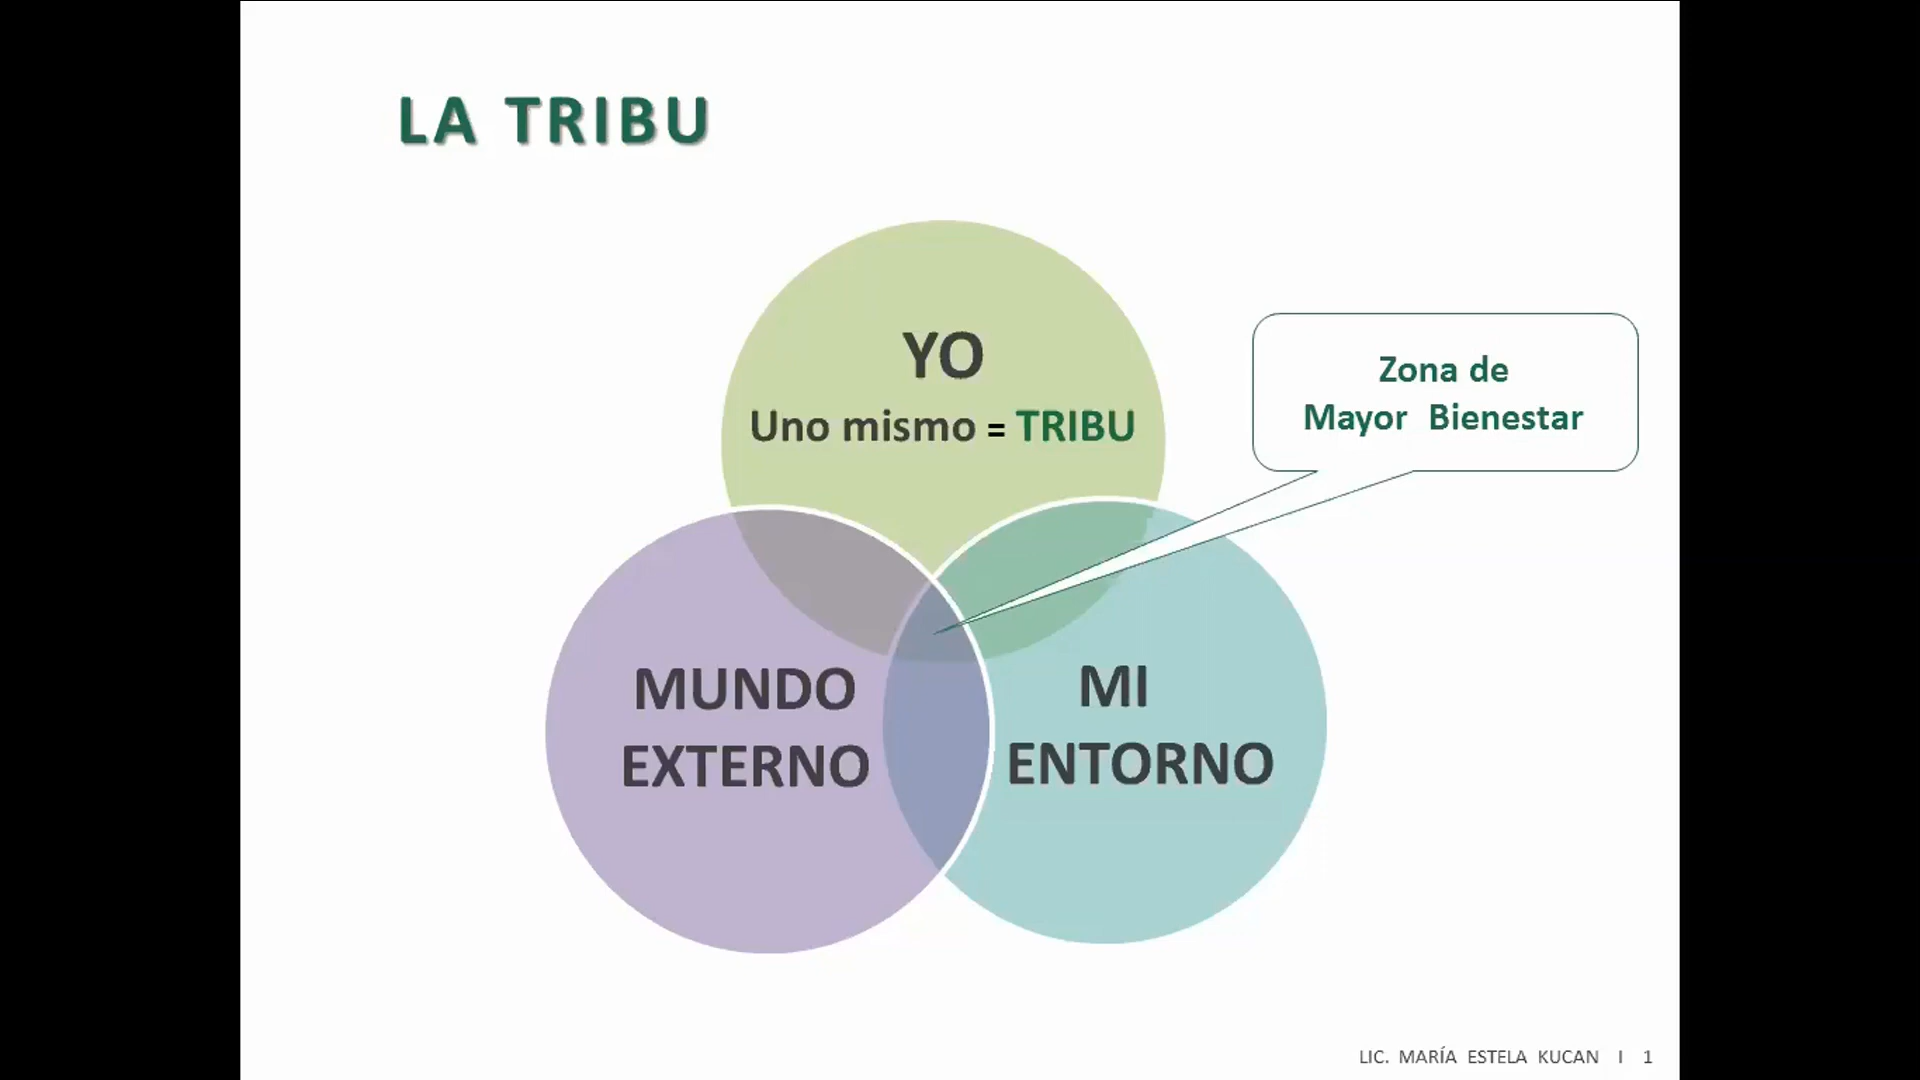 LA TRIBU
YO
Uno mismo = TRIBU
Zona de
Mayor Bienestar
MUNDO
EXTERNO
MI
ENTORNO
LIC. MARÍA ESTELA KUCAN I 1